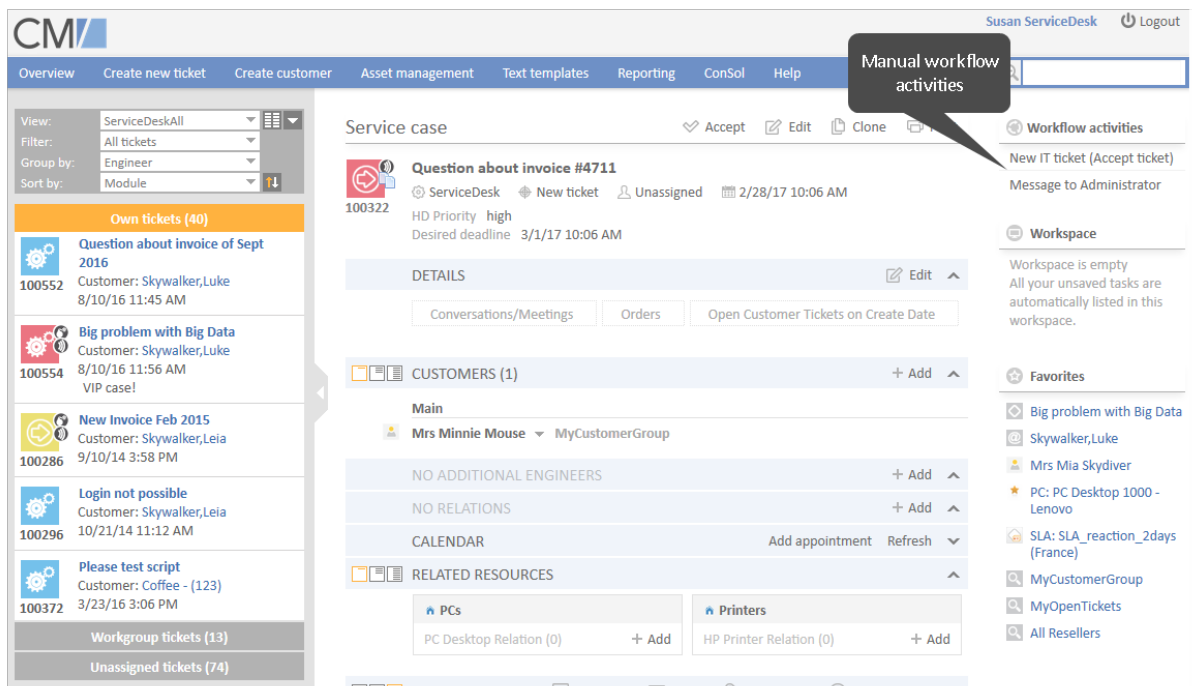 CM/
Susan ServiceDesk Logout
Overview Create new ticket Create customer Asset management Text templates Reporting ConSol Help
Manual workflow
activities
View: ServiceDeskAll
Filter: All tickets
Group by: Engineer
Sort by: Module
Own tickets (40)
Question about invoice of Sept
2016
Customer: Skywalker,Luke
100552
8/10/16 11:45 AM
Big problem with Big Data
Customer: Skywalker,Luke
100554
8/10/16 11:56 AM
VIP case!
New Invoice Feb 2015
Customer: Skywalker,Leia
100286
9/10/14 3:58 PM
Login not possible
Customer: Skywalker,Leia
100296
10/21/14 11:12 AM
Please test script
Customer: Coffee - (123)
100372
3/23/16 3:06 PM
Workgroup tickets (13)
Unassigned tickets (74)
Service case
Accept Edit Clone
Question about invoice #4711
100322
ServiceDesk New ticket Unassigned 2/28/17 10:06 AM
HD Priority high
Desired deadline 3/1/17 10:06 AM
DETAILS Edit
Conversations/Meetings Orders Open Customer Tickets on Create Date
CUSTOMERS (1) + Add
Main
Mrs Minnie Mouse MyCustomerGroup
NO ADDITIONAL ENGINEERS + Add
NO RELATIONS + Add
CALENDAR Add appointment Refresh
RELATED RESOURCES
PCs
PC Desktop Relation (0) + Add
Printers
HP Printer Relation (0) + Add
Workflow activities
New IT ticket (Accept ticket)
Message to Administrator
Workspace
Workspace is empty
All your unsaved tasks are
automatically listed in this
workspace.
Favorites
Big problem with Big Data
Skywalker,Luke
Mrs Mia Skydiver
PC: PC Desktop 1000 -
Lenovo
SLA: SLA_reaction_2days
(France)
MyCustomerGroup
MyOpenTickets
All Resellers